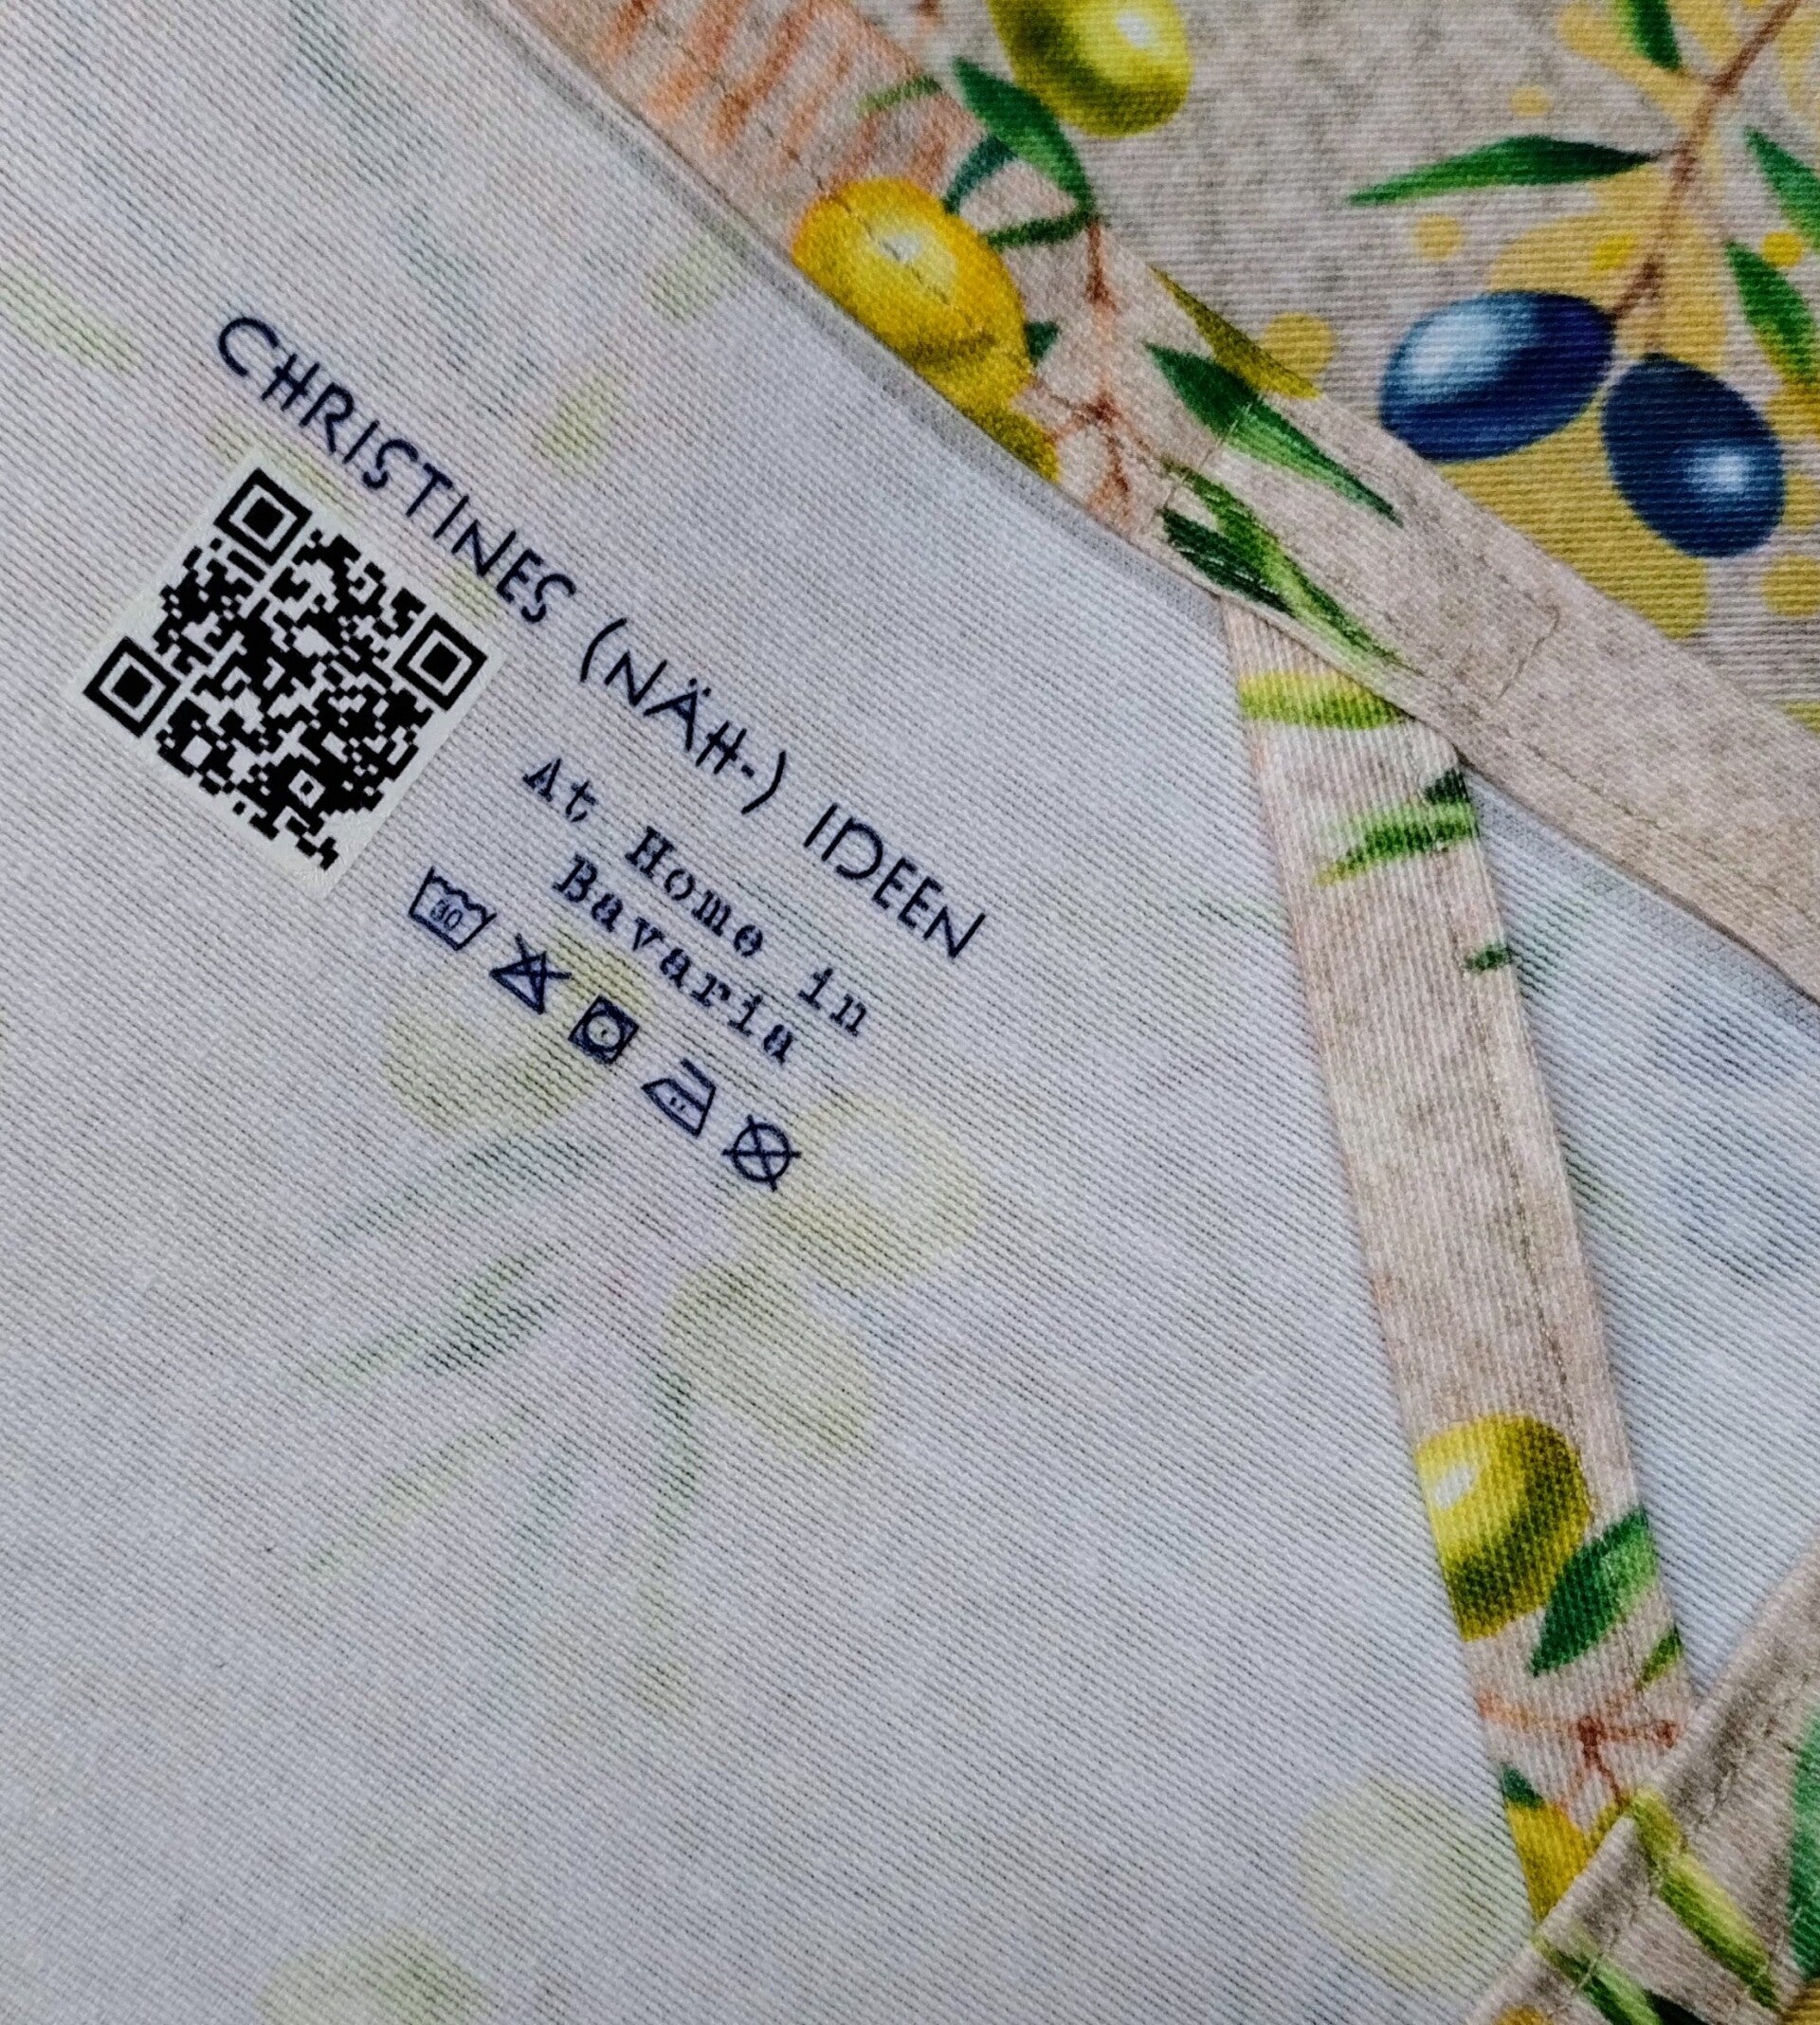 CHRISTINES (NÄH-) IDEEN
At Home in
Bavaria
30